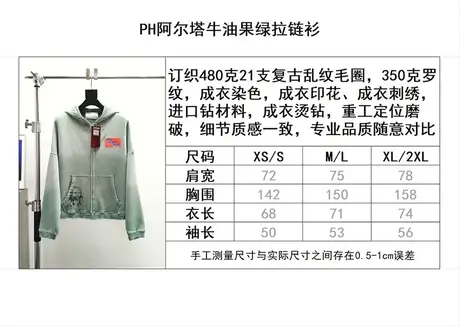 PH阿尔塔牛油果绿拉链衫
订织480克21支复古乱纹毛圈，350克罗
纹，成衣染色，成衣印花、成衣刺绣，
进口钻材料，成衣烫钻，重工定位磨
破，细节质感一致，专业品质随意对比
尺码 XS/S M/L XL/2XL
肩宽 72 75 78
胸围 142 150 158
衣长 68 71 74
袖长 50 53 56
手工测量尺寸与实际尺寸之间存在0.5-1cm误差